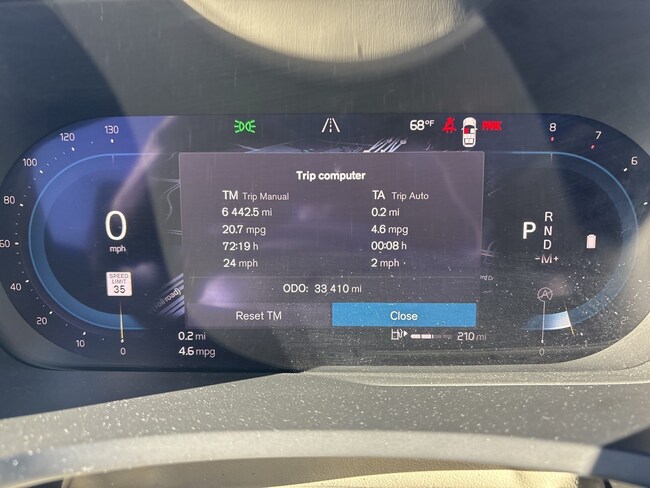 68°F PARK
Trip computer
TM Trip Manual TA Trip Auto
6 442.5 mi 0.2 mi
20.7 mpg 4.6 mpg
72:19 h 00:08 h
24 mph 2 mph
ODO: 33 410 mi
Reset TM Close
130
120
100
80
60
40
20
10
0
0
mph
SPEED
LIMIT
35
0.2 mi
4.6 mpg
210 mi
8
7
6
1
0
P
R
N
D
-M+
A